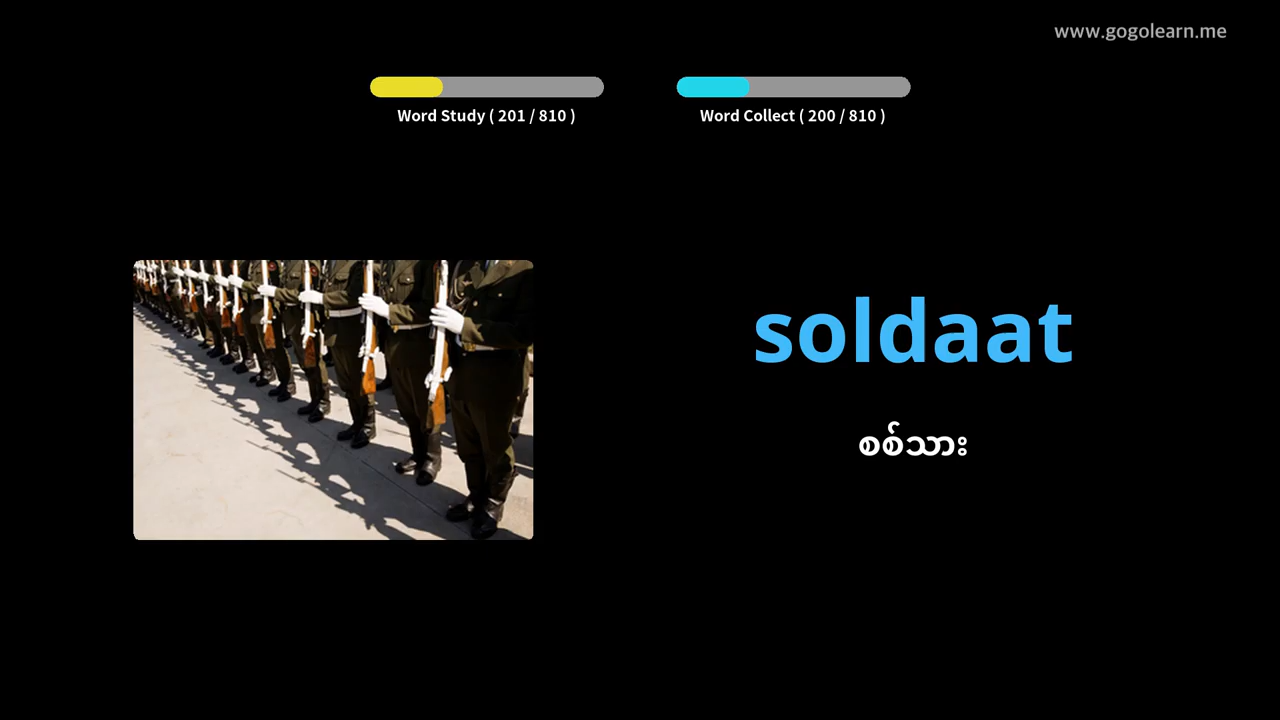 www.gogolearn.me
Word Study ( 201 / 810 )
Word Collect ( 200 / 810 )
soldaat
စစ်သား